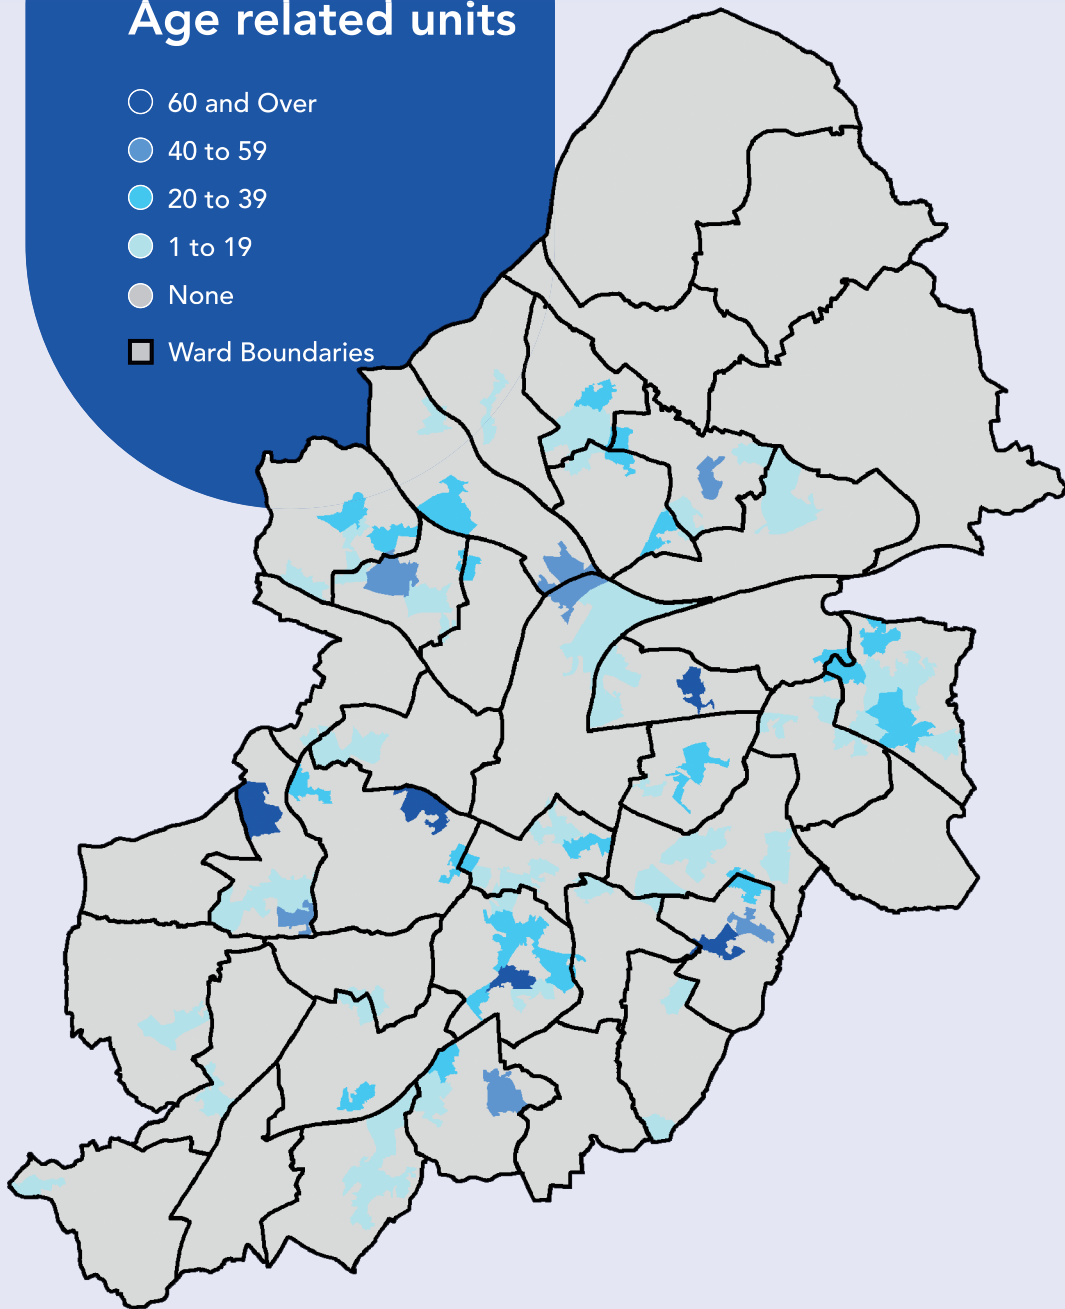 Age related units
60 and Over
40 to 59
20 to 39
1 to 19
None
Ward Boundaries